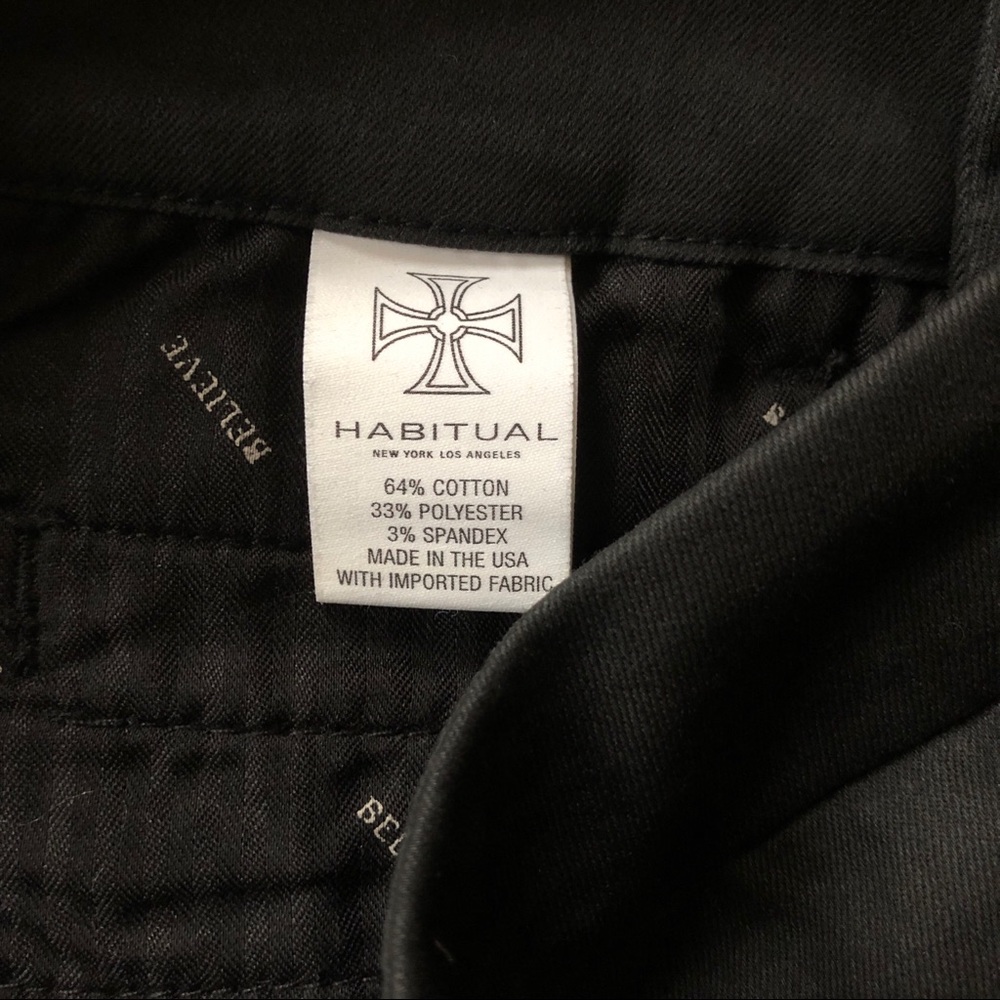 BELIEVE
HABITUAL
NEW YORK LOS ANGELES
64% COTTON
33% POLYESTER
3% SPANDEX
MADE IN THE USA
WITH IMPORTED FABRIC
BEL